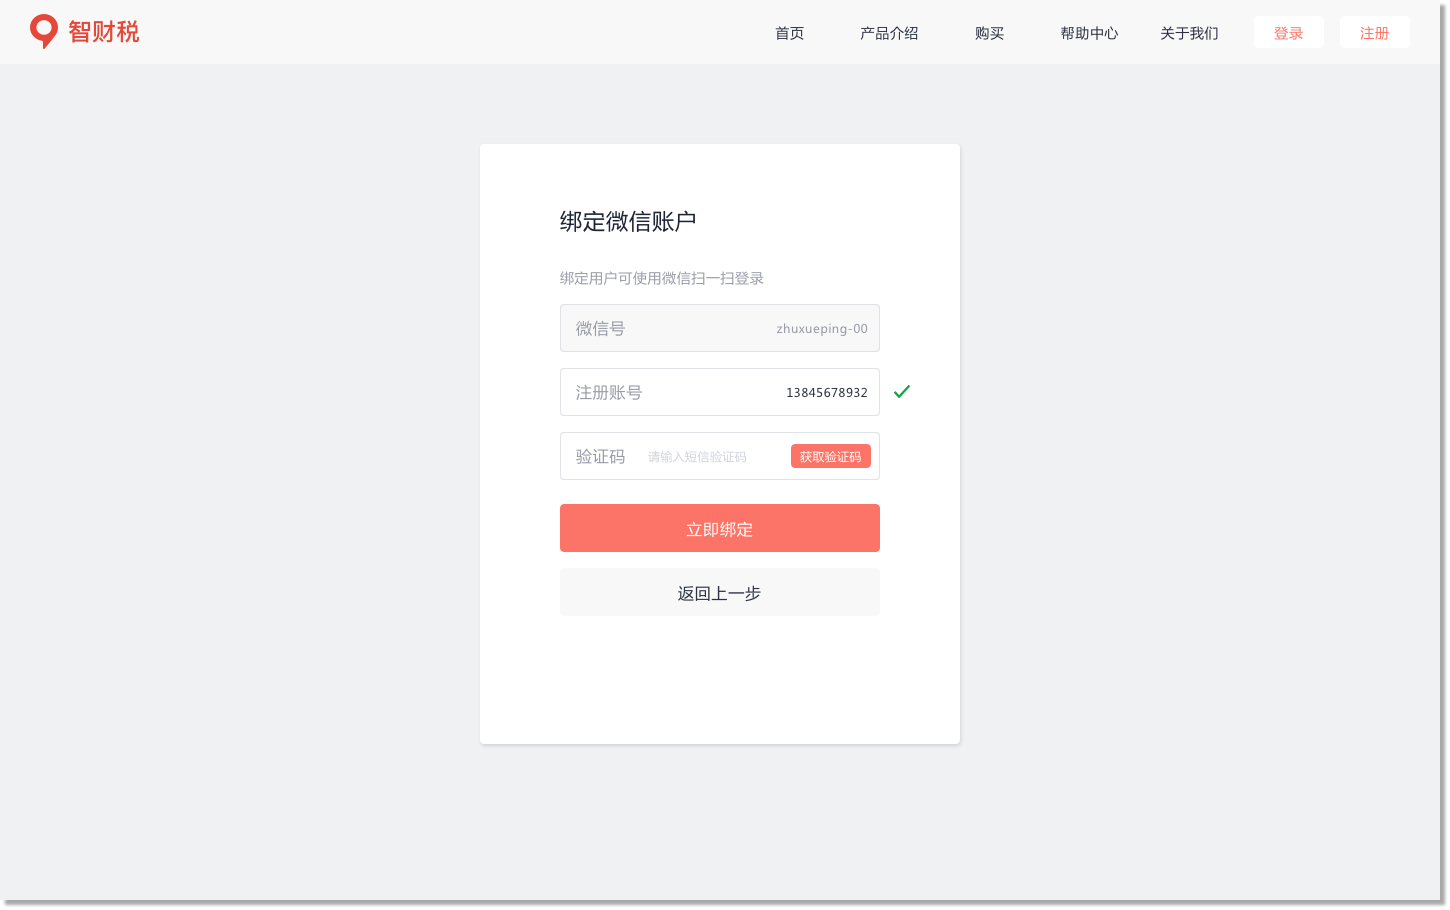 智财税
首页 产品介绍 购买 帮助中心 关于我们 登录 注册
绑定微信账户
绑定用户可使用微信扫一扫登录
微信号 zhuxueping-00
注册账号 13845678932
验证码 请输入短信验证码 获取验证码
立即绑定
返回上一步